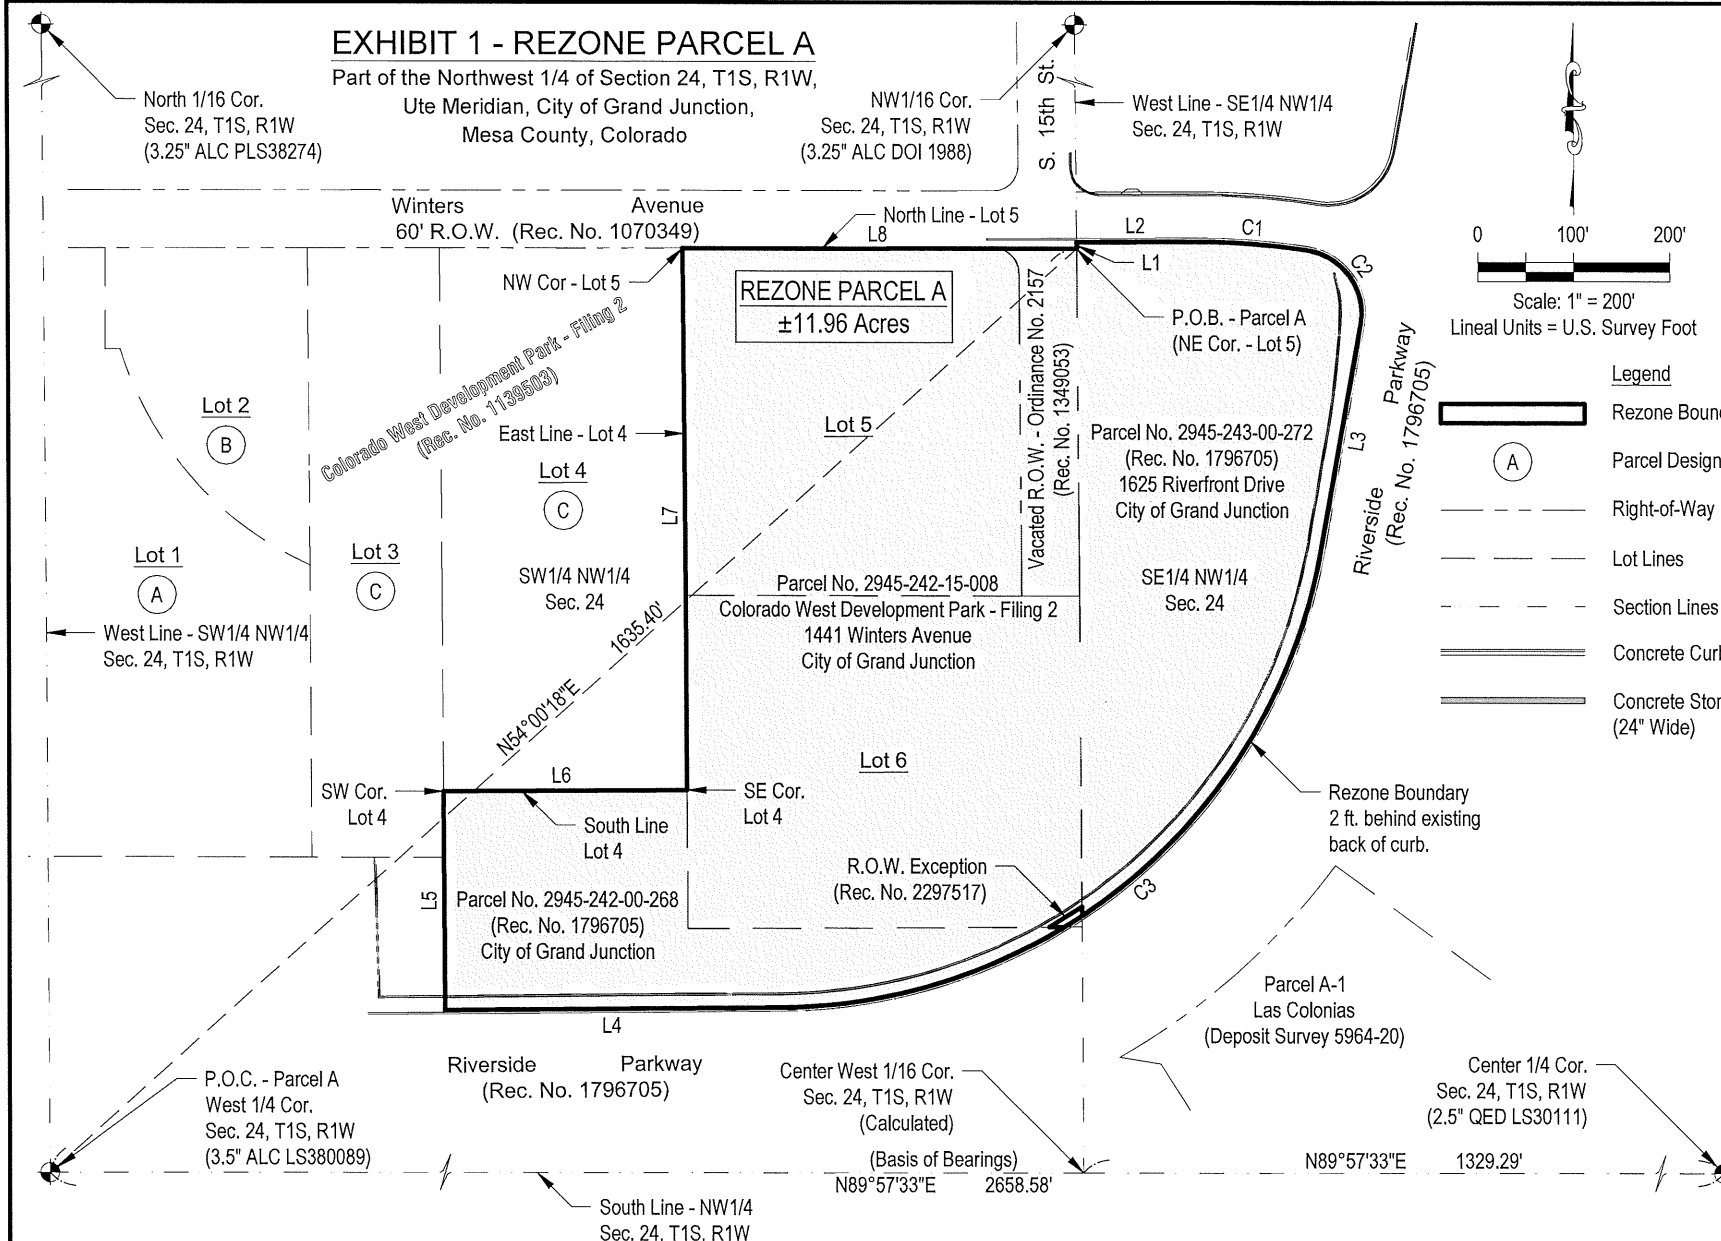 EXHIBIT 1 - REZONE PARCEL A
Part of the Northwest 1/4 of Section 24, T1S, R1W,
Ute Meridian, City of Grand Junction,
Mesa County, Colorado
North 1/16 Cor.
Sec. 24, T1S, R1W
(3.25" ALC PLS38274)
NW1/16 Cor.
Sec. 24, T1S, R1W
(3.25" ALC DOI 1988)
S. 15th St.
West Line - SE1/4 NW1/4
Sec. 24, T1S, R1W
Winters Avenue
60' R.O.W. (Rec. No. 1070349)
North Line - Lot 5
L8
L2
C1
L1
C2
NW Cor - Lot 5
REZONE PARCEL A
±11.96 Acres
P.O.B. - Parcel A
(NE Cor. - Lot 5)
0 100' 200'
Scale: 1" = 200'
Lineal Units = U.S. Survey Foot
Legend
Rezone Bound
A
Parcel Design
Right-of-Way
Lot Lines
Section Lines
Concrete Curl
Concrete Stor
(24" Wide)
Colorado West Development Park - Filing 2
(Rec. No. 1139503)
Vacated R.O.W. - Ordinance No. 2157
(Rec. No. 1349053)
Riverside Parkway
(Rec. No. 1796705)
L3
Lot 2
B
East Line - Lot 4
Lot 5
Parcel No. 2945-243-00-272
(Rec. No. 1796705)
1625 Riverfront Drive
City of Grand Junction
Lot 4
C
L7
Lot 1
A
Lot 3
C
SW1/4 NW1/4
Sec. 24
SE1/4 NW1/4
Sec. 24
Parcel No. 2945-242-15-008
Colorado West Development Park - Filing 2
1441 Winters Avenue
City of Grand Junction
West Line - SW1/4 NW1/4
Sec. 24, T1S, R1W
1635.40'
N54°00'18"E
Lot 6
SW Cor.
Lot 4
L6
SE Cor.
Lot 4
South Line
Lot 4
Rezone Boundary
2 ft. behind existing
back of curb.
R.O.W. Exception
(Rec. No. 2297517)
C3
L5
Parcel No. 2945-242-00-268
(Rec. No. 1796705)
City of Grand Junction
L4
Parcel A-1
Las Colonias
(Deposit Survey 5964-20)
Riverside Parkway
(Rec. No. 1796705)
P.O.C. - Parcel A
West 1/4 Cor.
Sec. 24, T1S, R1W
(3.5" ALC LS380089)
Center West 1/16 Cor.
Sec. 24, T1S, R1W
(Calculated)
Center 1/4 Cor.
Sec. 24, T1S, R1W
(2.5" QED LS30111)
(Basis of Bearings)
N89°57'33"E 2658.58'
N89°57'33"E 1329.29'
South Line - NW1/4
Sec. 24, T1S, R1W